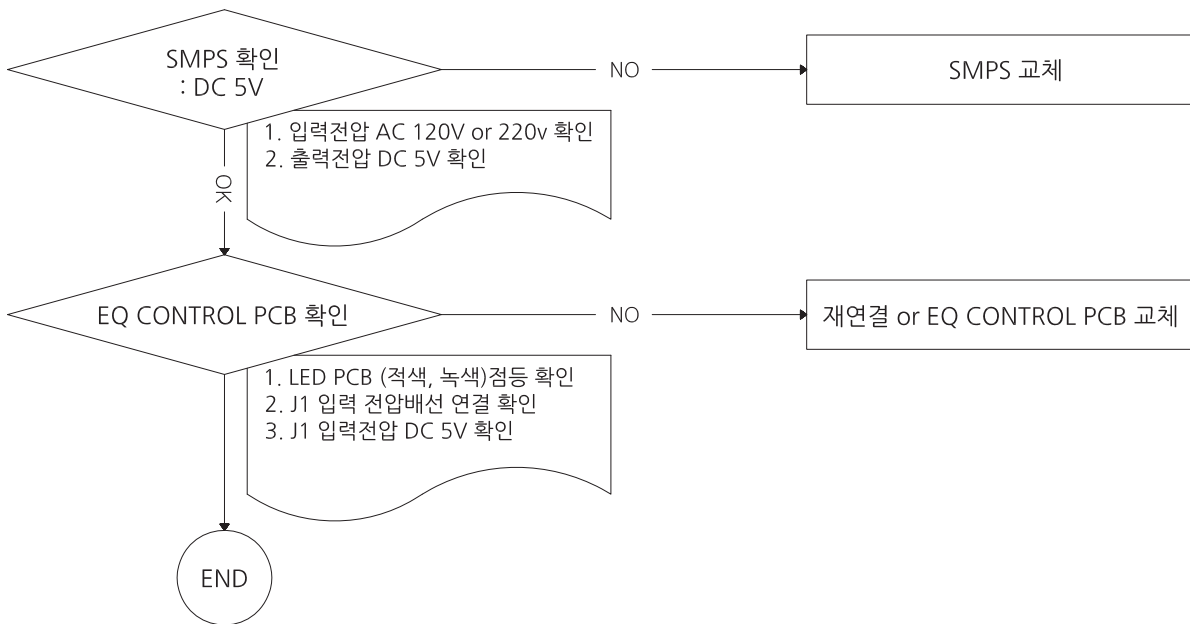 SMPS 확인
: DC 5V
NO
SMPS 교체
1. 입력전압 AC 120V or 220v 확인
2. 출력전압 DC 5V 확인
OK
EQ CONTROL PCB 확인
NO
재연결 or EQ CONTROL PCB 교체
1. LED PCB (적색, 녹색)점등 확인
2. J1 입력 전압배선 연결 확인
3. J1 입력전압 DC 5V 확인
END